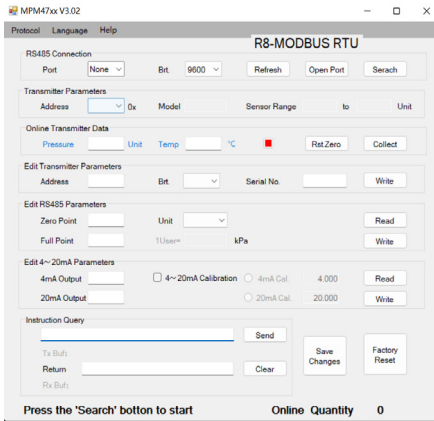 MPM47xx V3.02
Protocol Language Help
R8-MODBUS RTU
RS485 Connection
Port None Brt. 9600 Refresh Open Port Serach
Transmitter Parameters
Address 0x Model Sensor Range to Unit
Online Transmitter Data
Pressure Unit Temp °C Rst Zero Collect
Edit Transmitter Parameters
Address Brt. Serial No. Write
Edit RS485 Parameters
Zero Point Unit Read
Full Point 1User= kPa Write
Edit 4~20mA Parameters
4mA Output 4~20mA Calibration 4mA Cal. 4.000 Read
20mA Output 20mA Cal. 20.000 Write
Instruction Query
Send
Tx Buf:
Return Clear
Rx Buf:
Save Changes
Factory Reset
Press the 'Search' botton to start Online Quantity 0